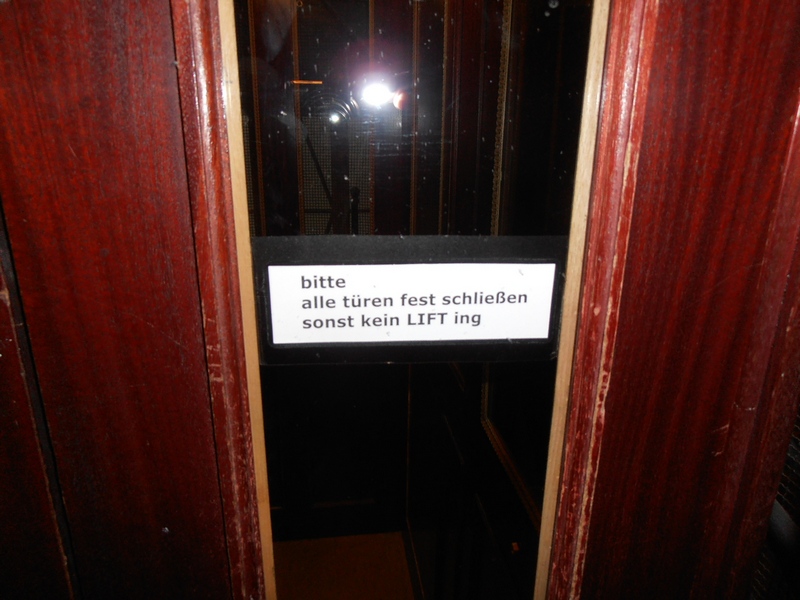 bitte
alle türen fest schließen
sonst kein LIFT ing